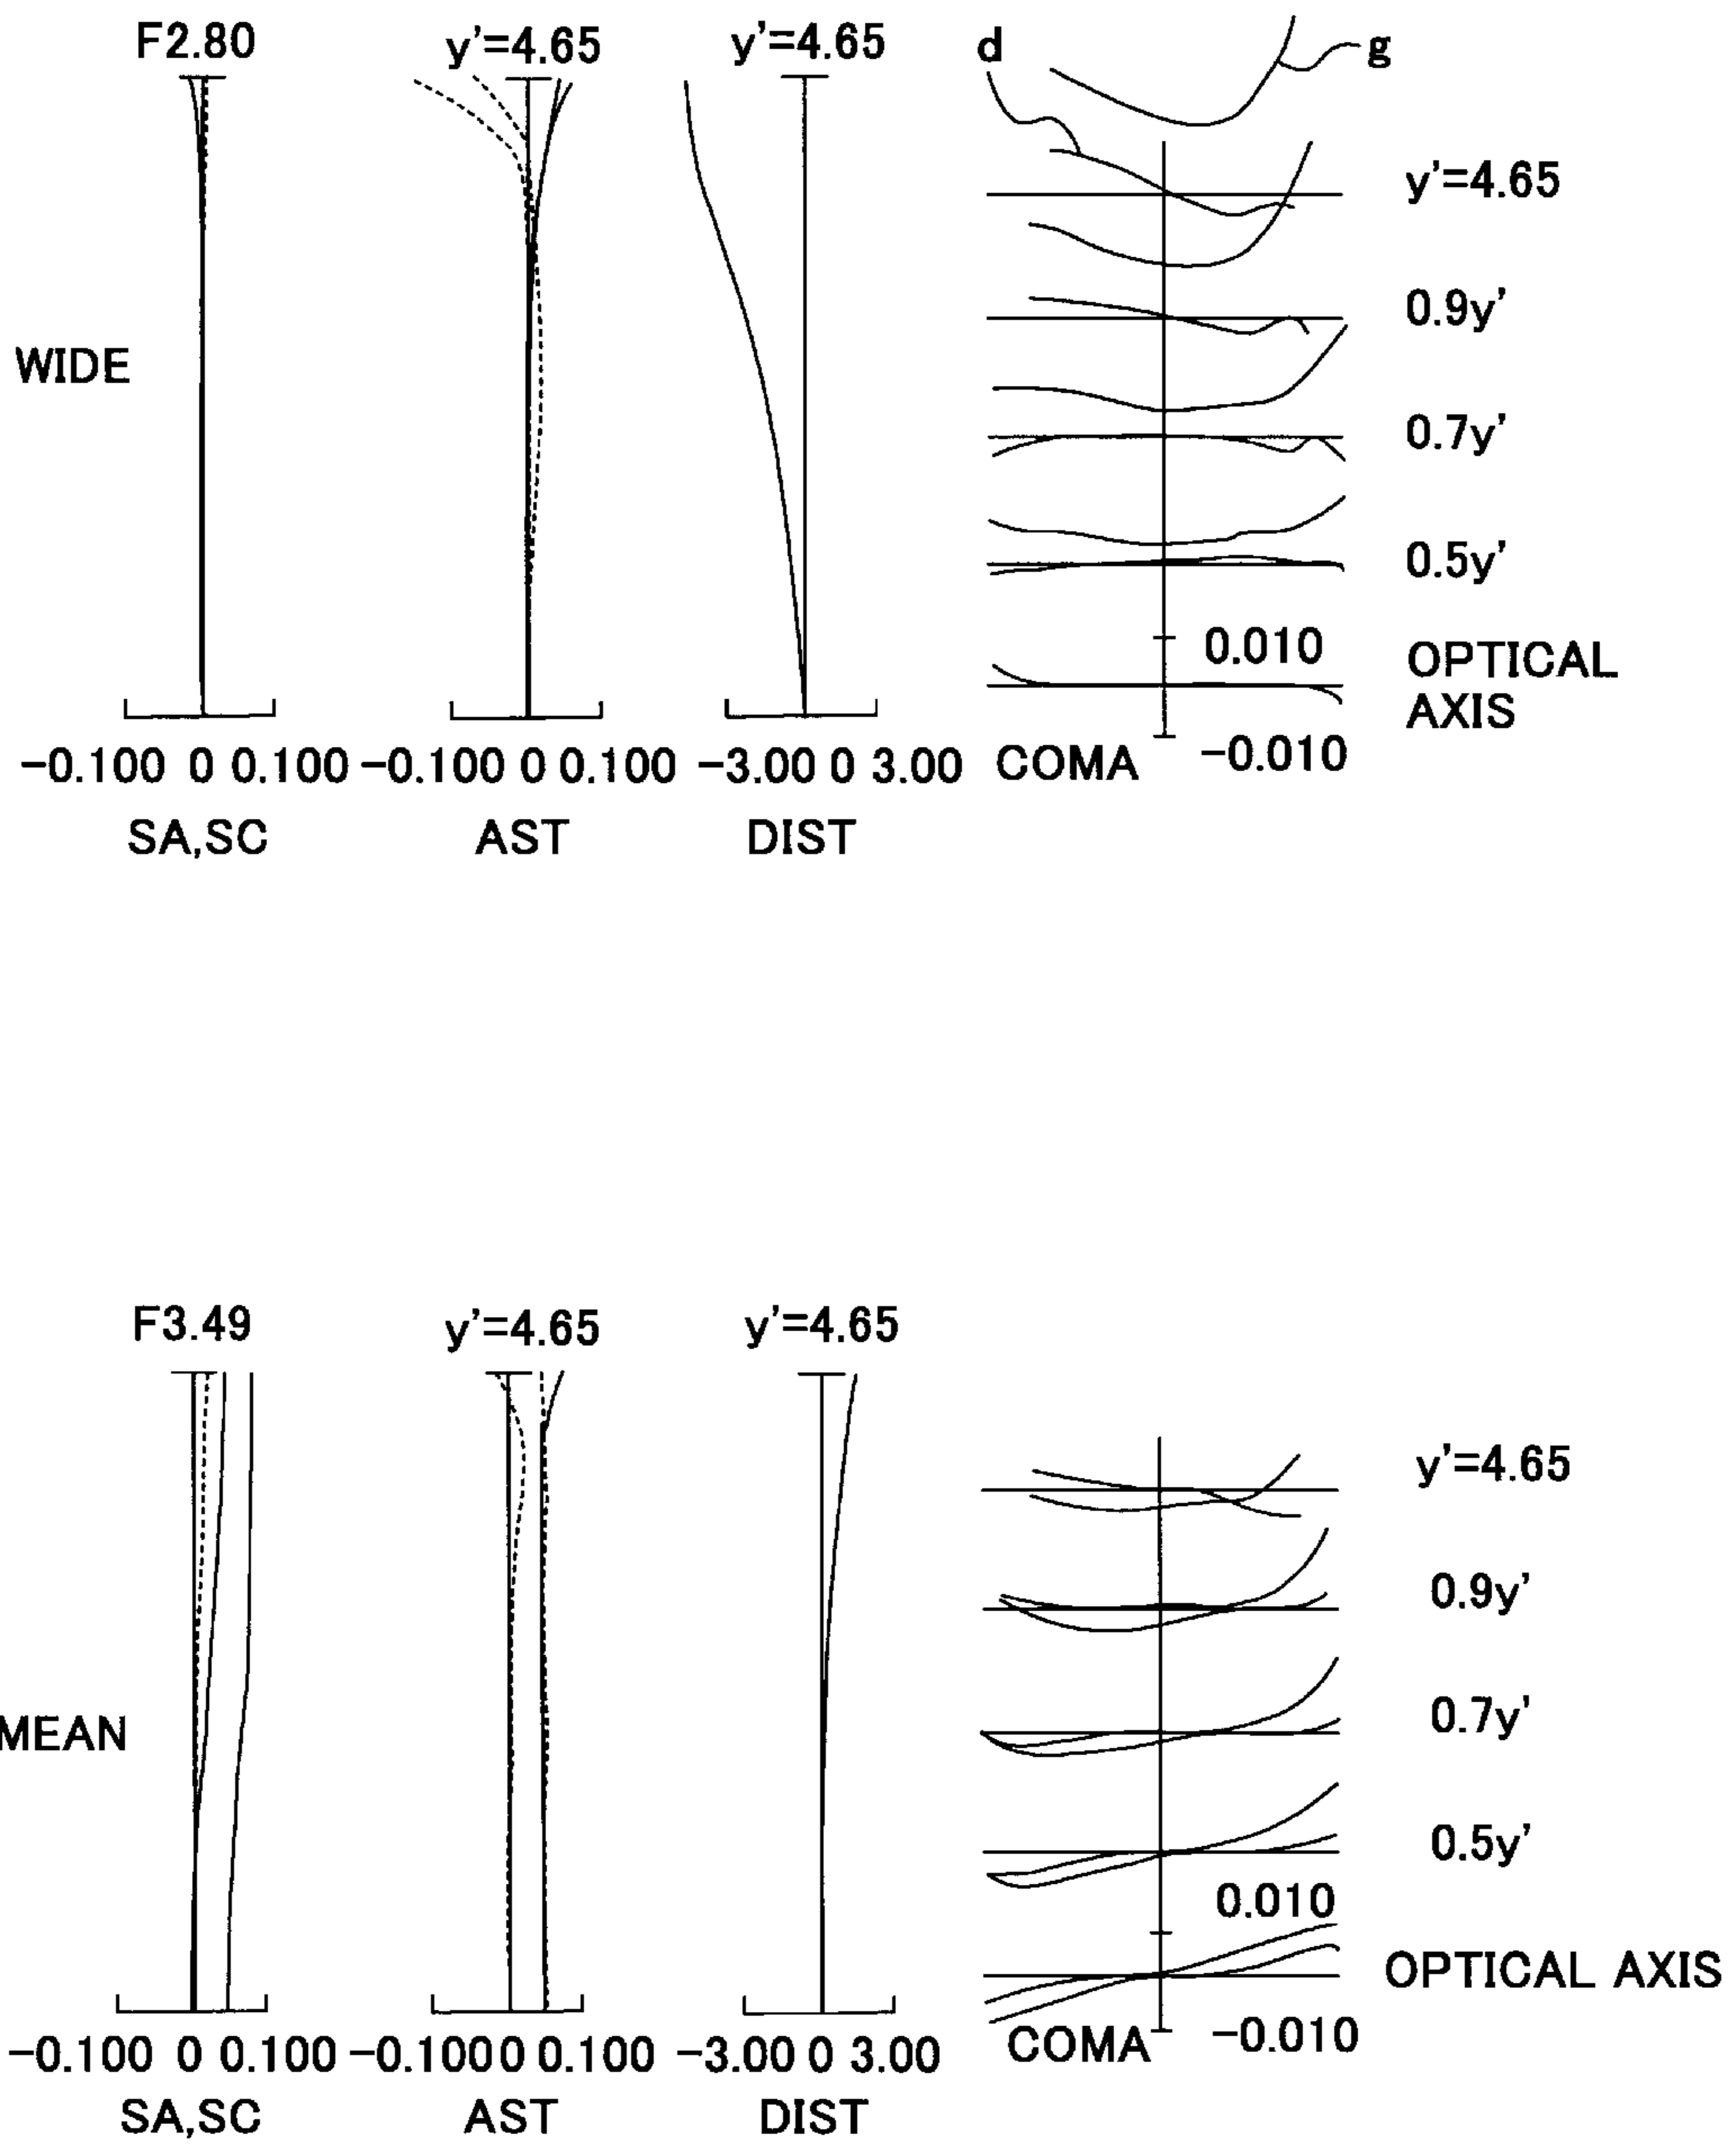 F2.80
y'=4.65
y'=4.65
d
g
y'=4.65
0.9y'
WIDE
0.7y'
0.5y'
0.010
OPTICAL
AXIS
-0.100 0 0.100
-0.100 0 0.100
-3.00 0 3.00
COMA
-0.010
SA,SC
AST
DIST
F3.49
y'=4.65
y'=4.65
y'=4.65
0.9y'
MEAN
0.7y'
0.5y'
0.010
OPTICAL AXIS
-0.100 0 0.100
-0.100 0 0.100
-3.00 0 3.00
COMA
-0.010
SA,SC
AST
DIST